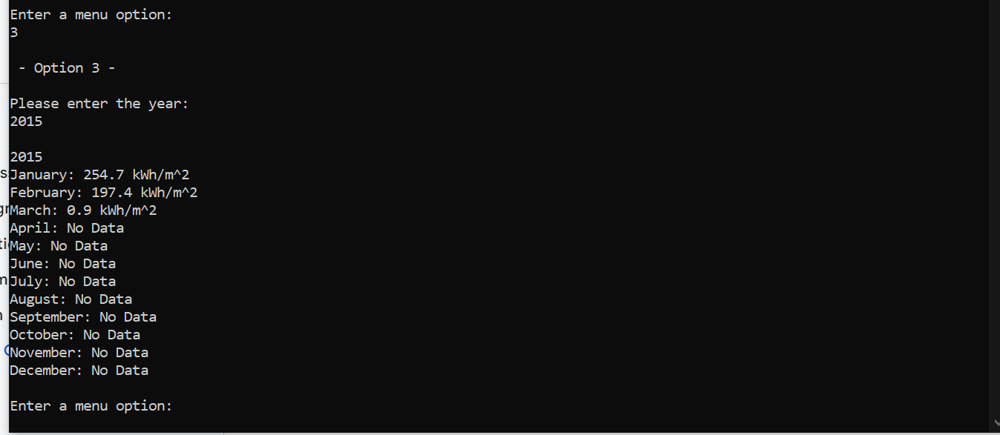 Enter a menu option:
3
- Option 3 -
Please enter the year:
2015
2015
January: 254.7 kWh/m^2
February: 197.4 kWh/m^2
March: 0.9 kWh/m^2
April: No Data
May: No Data
June: No Data
July: No Data
August: No Data
September: No Data
October: No Data
November: No Data
December: No Data
Enter a menu option: